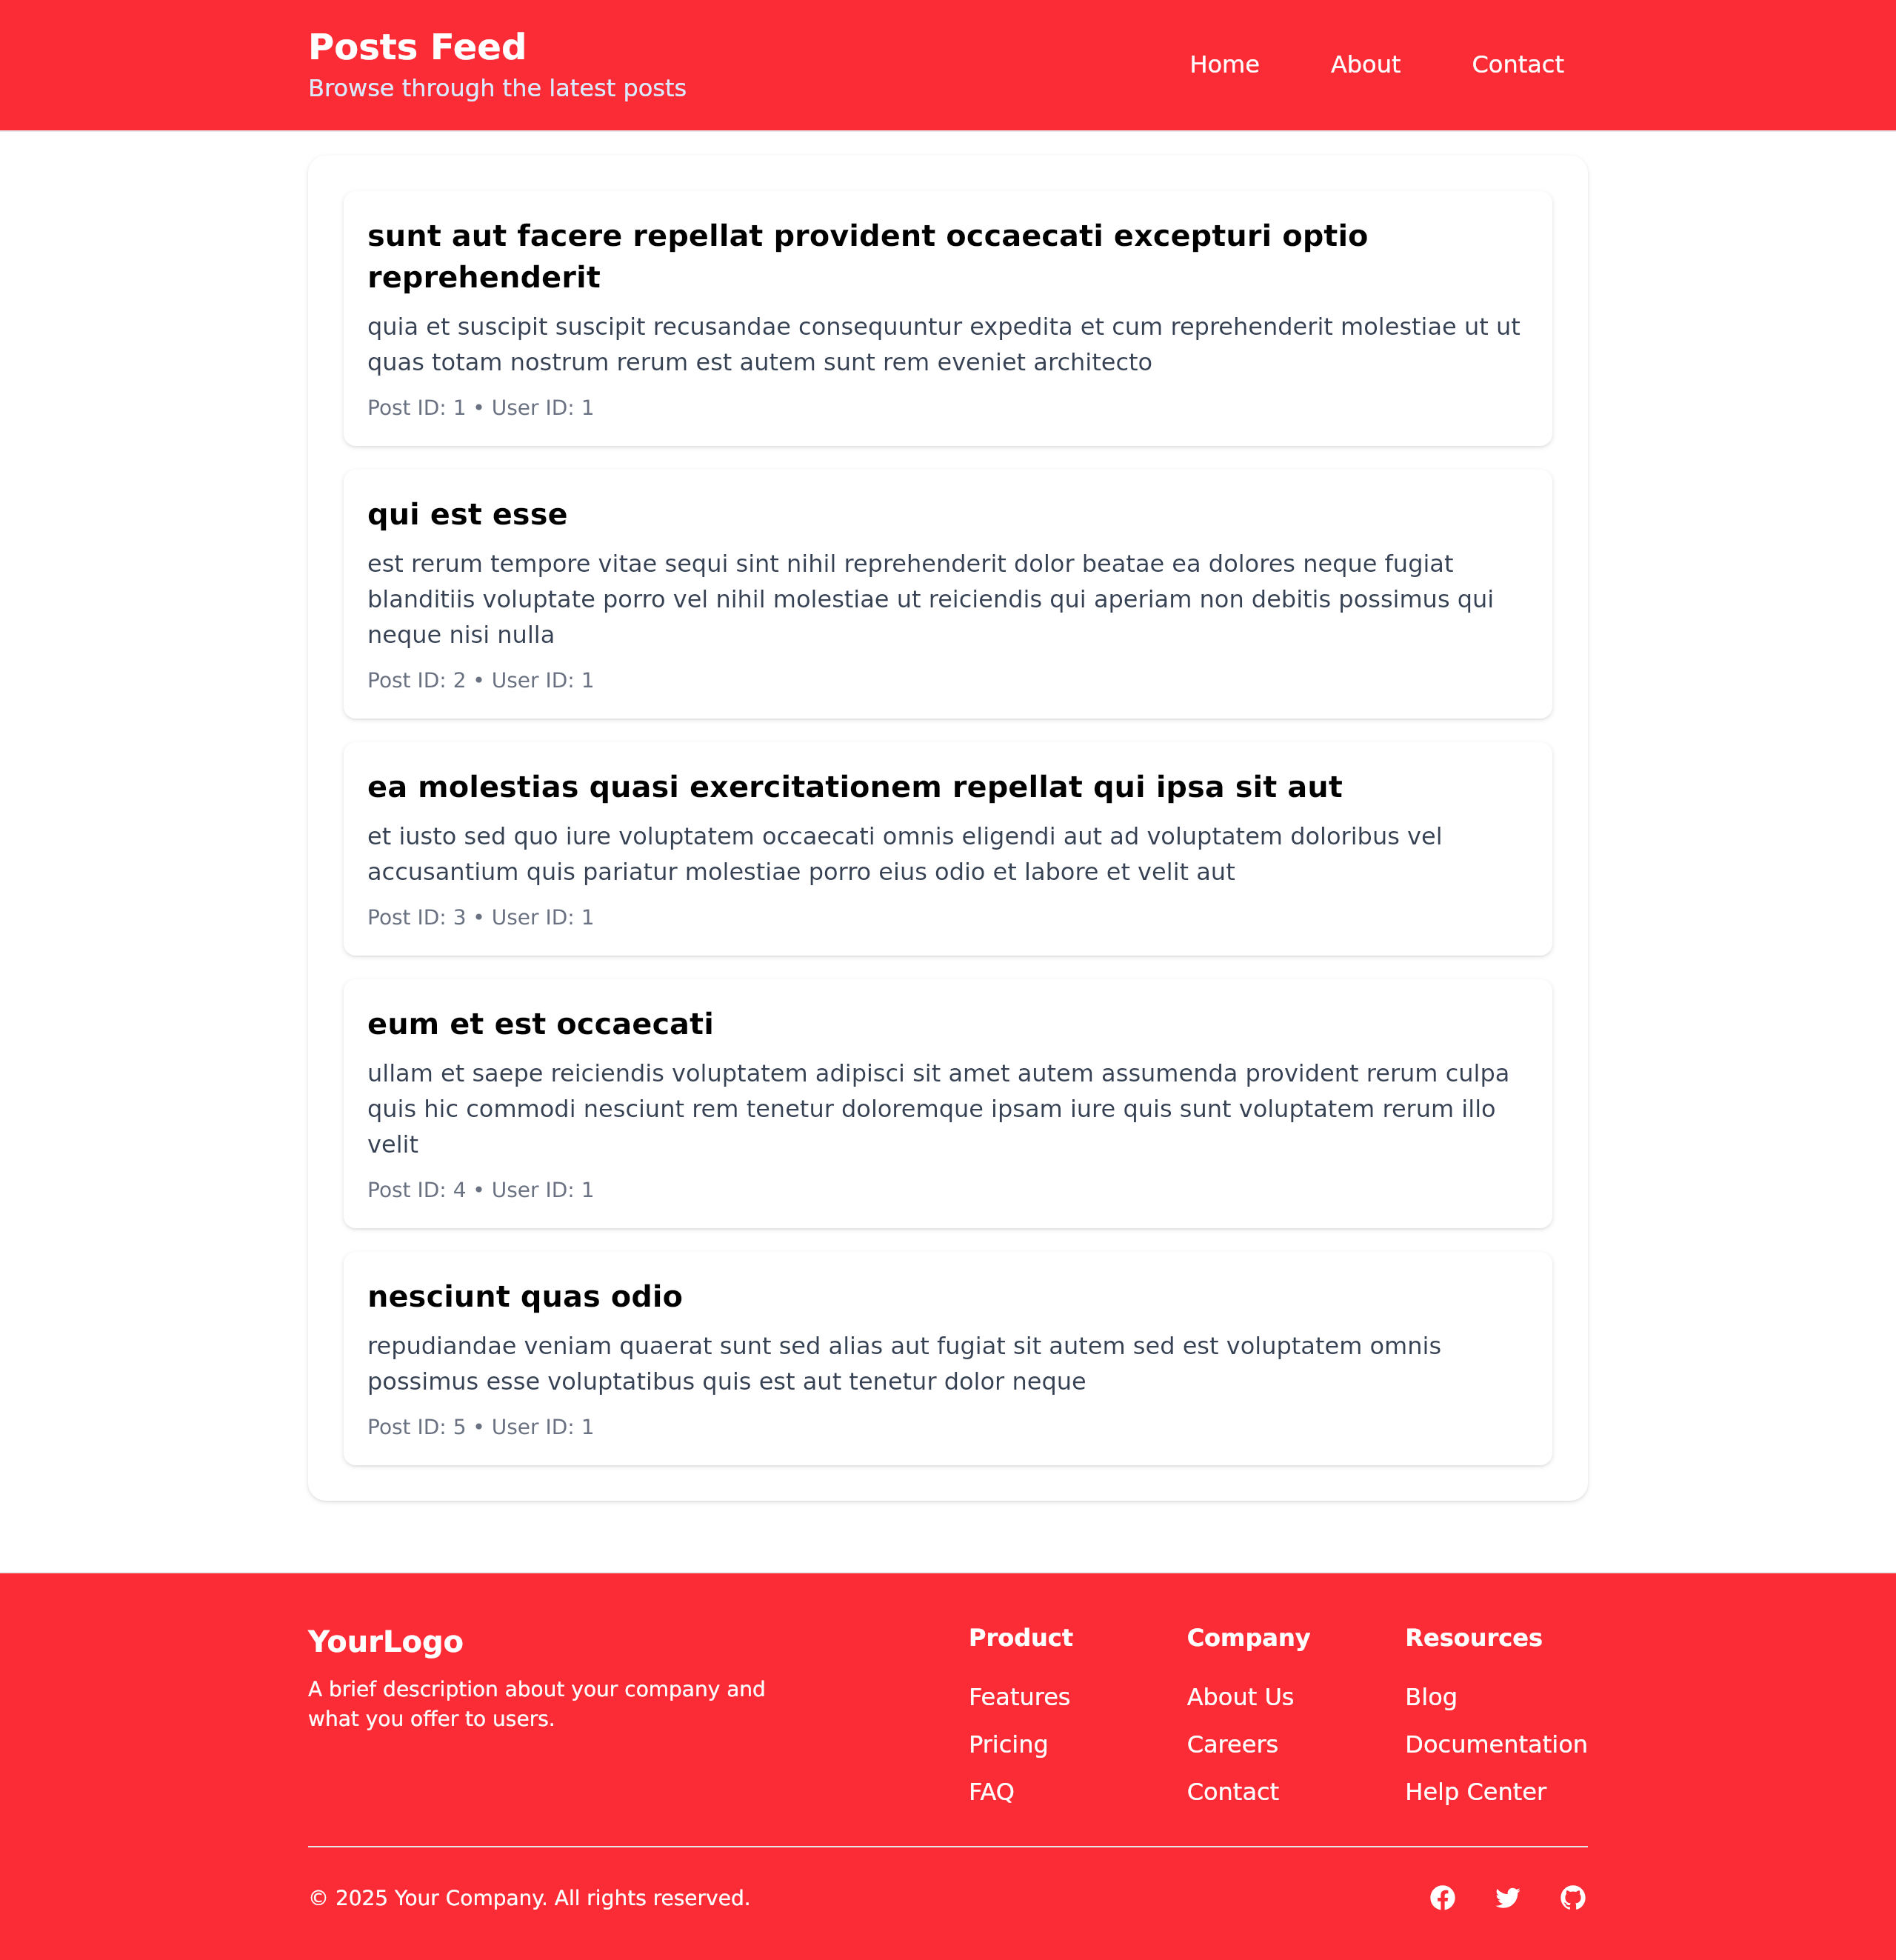 Posts Feed
Browse through the latest posts
Home
About
Contact
sunt aut facere repellat provident occaecati excepturi optio
reprehenderit
quia et suscipit suscipit recusandae consequuntur expedita et cum reprehenderit molestiae ut ut
quas totam nostrum rerum est autem sunt rem eveniet architecto
Post ID: 1 • User ID: 1
qui est esse
est rerum tempore vitae sequi sint nihil reprehenderit dolor beatae ea dolores neque fugiat
blanditiis voluptate porro vel nihil molestiae ut reiciendis qui aperiam non debitis possimus qui
neque nisi nulla
Post ID: 2 • User ID: 1
ea molestias quasi exercitationem repellat qui ipsa sit aut
et iusto sed quo iure voluptatem occaecati omnis eligendi aut ad voluptatem doloribus vel
accusantium quis pariatur molestiae porro eius odio et labore et velit aut
Post ID: 3 • User ID: 1
eum et est occaecati
ullam et saepe reiciendis voluptatem adipisci sit amet autem assumenda provident rerum culpa
quis hic commodi nesciunt rem tenetur doloremque ipsam iure quis sunt voluptatem rerum illo
velit
Post ID: 4 • User ID: 1
nesciunt quas odio
repudiandae veniam quaerat sunt sed alias aut fugiat sit autem sed est voluptatem omnis
possimus esse voluptatibus quis est aut tenetur dolor neque
Post ID: 5 • User ID: 1
YourLogo
A brief description about your company and
what you offer to users.
Product
Features
Pricing
FAQ
Company
About Us
Careers
Contact
Resources
Blog
Documentation
Help Center
© 2025 Your Company. All rights reserved.